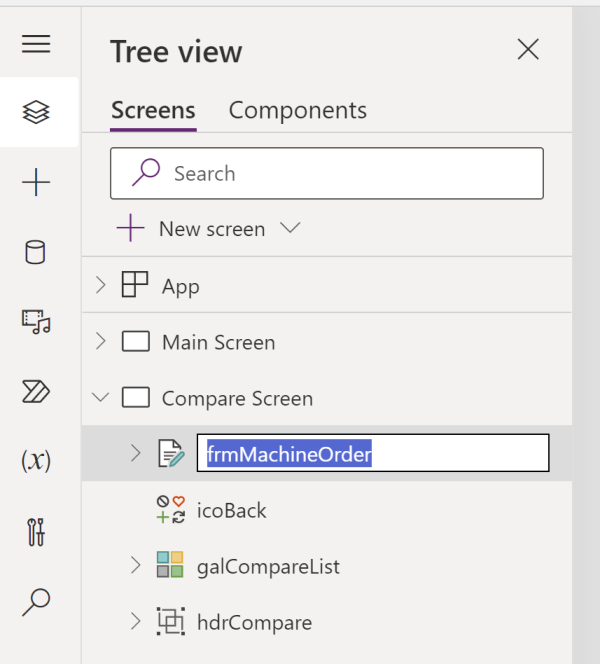 Tree view
Screens Components
Search
New screen
App
Main Screen
Compare Screen
frmMachineOrder
icoBack
galCompareList
(x)
hdrCompare